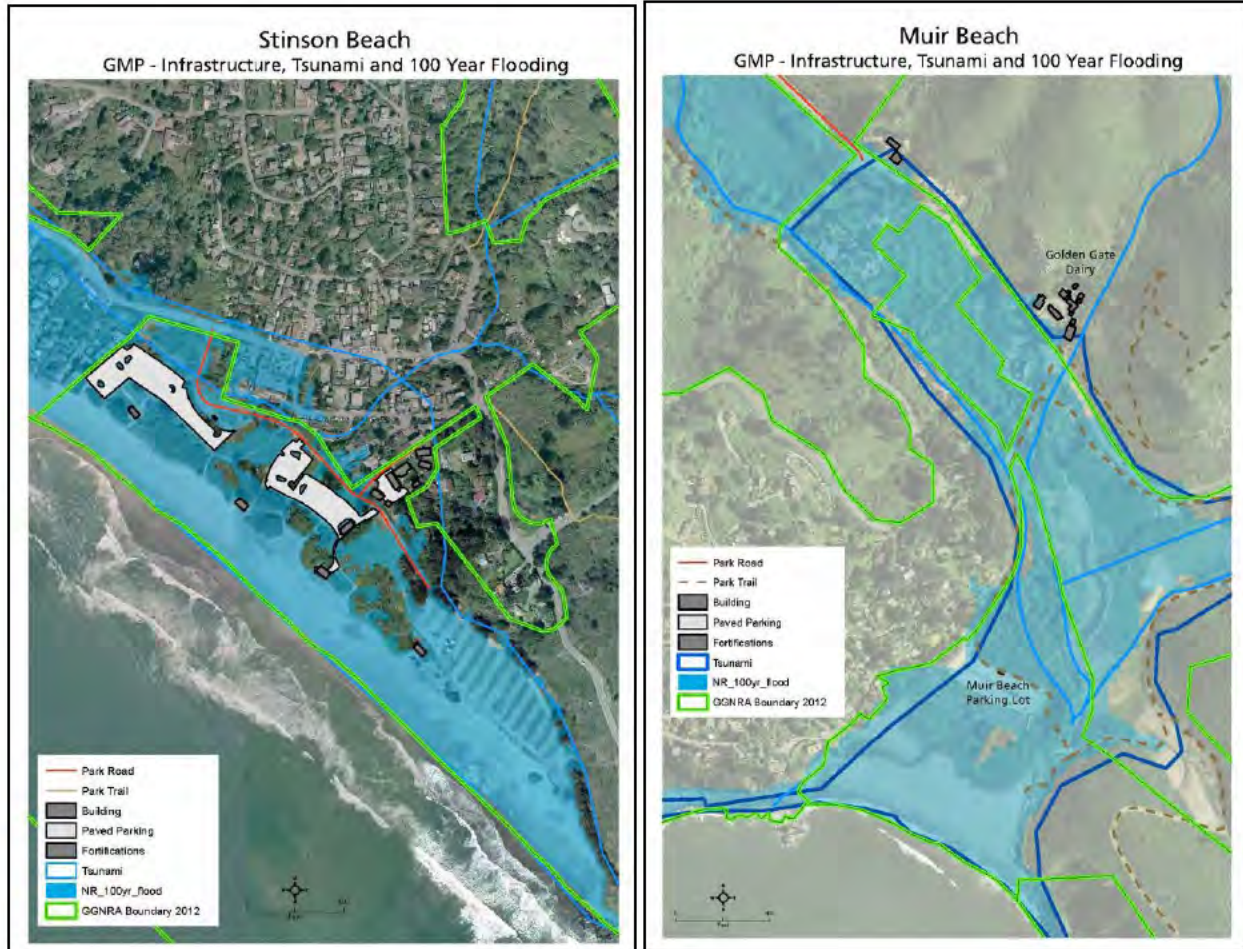 Stinson Beach
GMP - Infrastructure, Tsunami and 100 Year Flooding
Park Road
Park Trail
Building
Paved Parking
Fortifications
Tsunami
NR_100yr_flood
GGNRA Boundary 2012
Muir Beach
GMP - Infrastructure, Tsunami and 100 Year Flooding
Golden Gate
Dairy
Park Road
Park Trail
Building
Paved Parking
Fortifications
Tsunami
NR_100yr_flood
GGNRA Boundary 2012
Muir Beach
Parking Lot